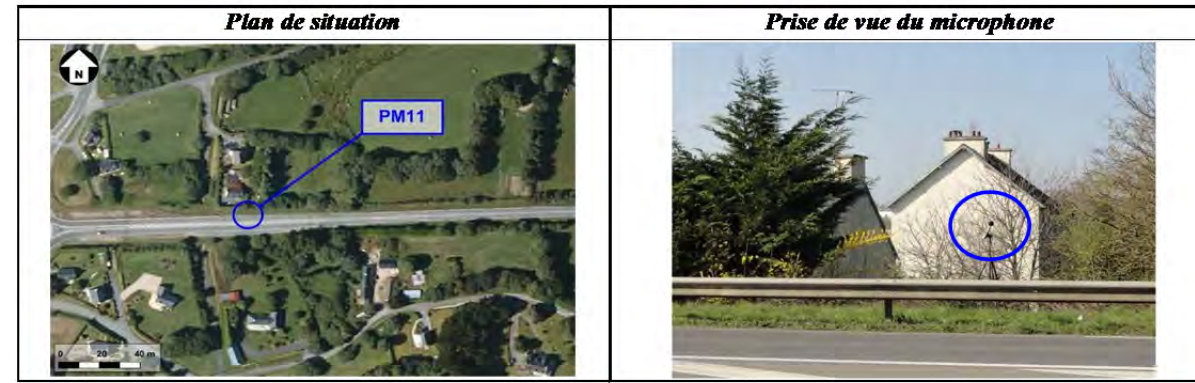 Plan de situation
Prise de vue du microphone
N
PM11
0 20 40 m